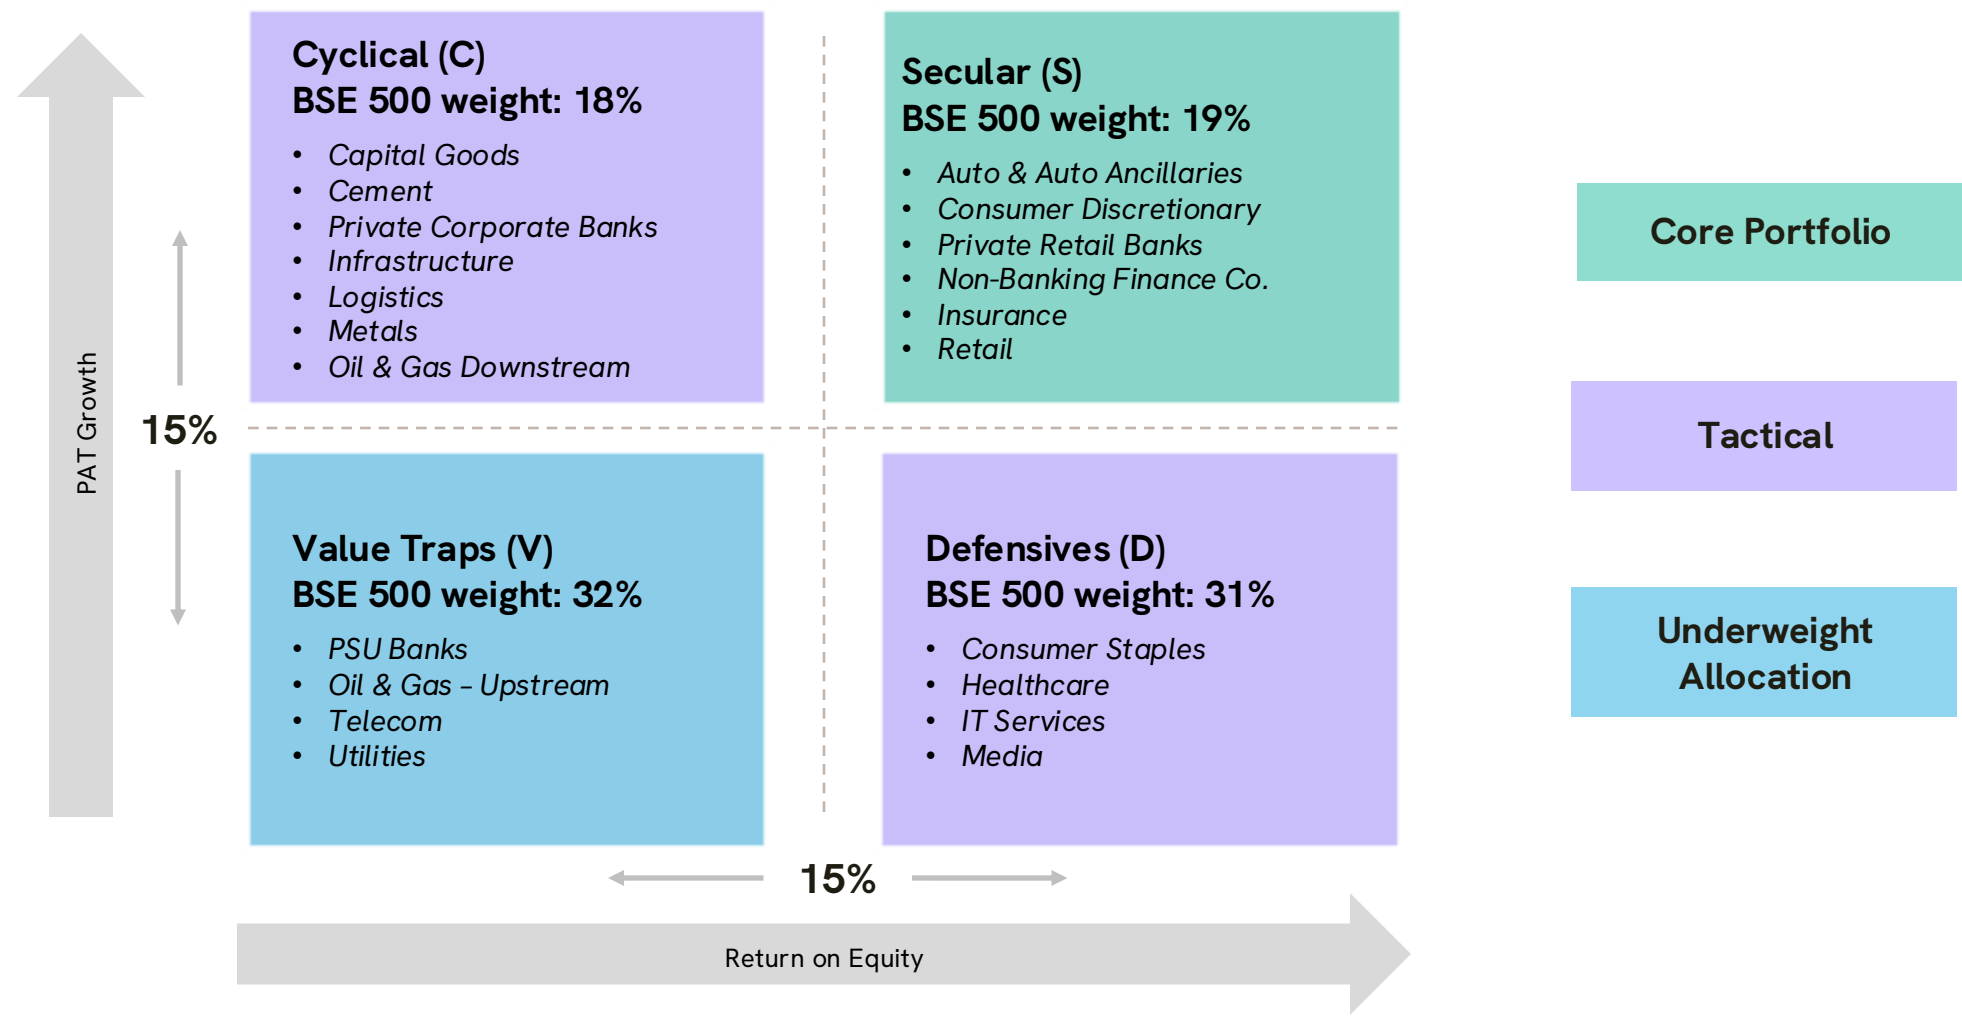 Cyclical (C)
BSE 500 weight: 18%
• Capital Goods
• Cement
• Private Corporate Banks
• Infrastructure
• Logistics
• Metals
• Oil & Gas Downstream
Secular (S)
BSE 500 weight: 19%
• Auto & Auto Ancillaries
• Consumer Discretionary
• Private Retail Banks
• Non-Banking Finance Co.
• Insurance
• Retail
PAT Growth
15%
Value Traps (V)
BSE 500 weight: 32%
• PSU Banks
• Oil & Gas – Upstream
• Telecom
• Utilities
Defensives (D)
BSE 500 weight: 31%
• Consumer Staples
• Healthcare
• IT Services
• Media
15%
Return on Equity
Core Portfolio
Tactical
Underweight
Allocation